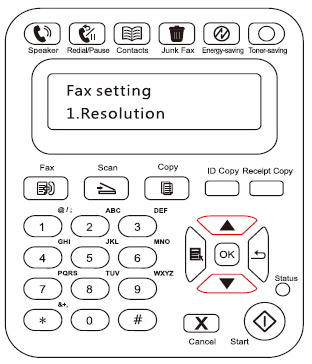 Speaker Redial/Pause Contacts Junk Fax Energy-saving Toner-saving
Fax setting
1.Resolution
Fax Scan Copy ID Copy Receipt Copy
@/; ABC DEF
1 2 3
GHI JKL MNO
4 5 6
OK
PQRS TUV WXYZ
7 8 9
Status
&+,
* 0 #
X
Cancel Start